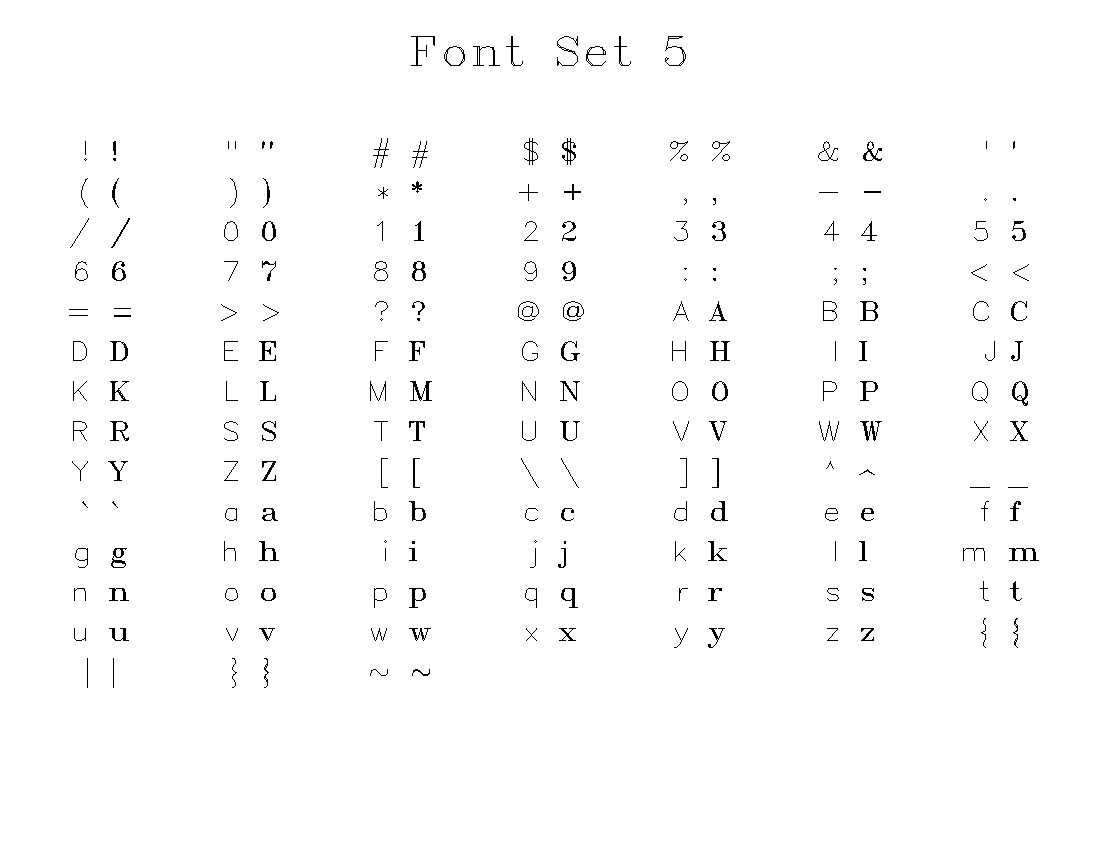 Font Set 5
! ! " " # # $ $ % % & & ' '
( ( ) ) * * + + , , − − . .
/ / 0 0 1 1 2 2 3 3 4 4 5 5
6 6 7 7 8 8 9 9 : : ; ; < <
= = > > ? ? @ @ A A B B C C
D D E E F F G G H H I I J J
K K L L M M N N O O P P Q Q
R R S S T T U U V V W W X X
Y Y Z Z [ [ \ \ ] ] ^ ^ _ _
` ` a a b b c c d d e e f f
g g h h i i j j k k l l m m
n n o o p p q q r r s s t t
u u v v w w x x y y z z { {
| | } } ~ ~